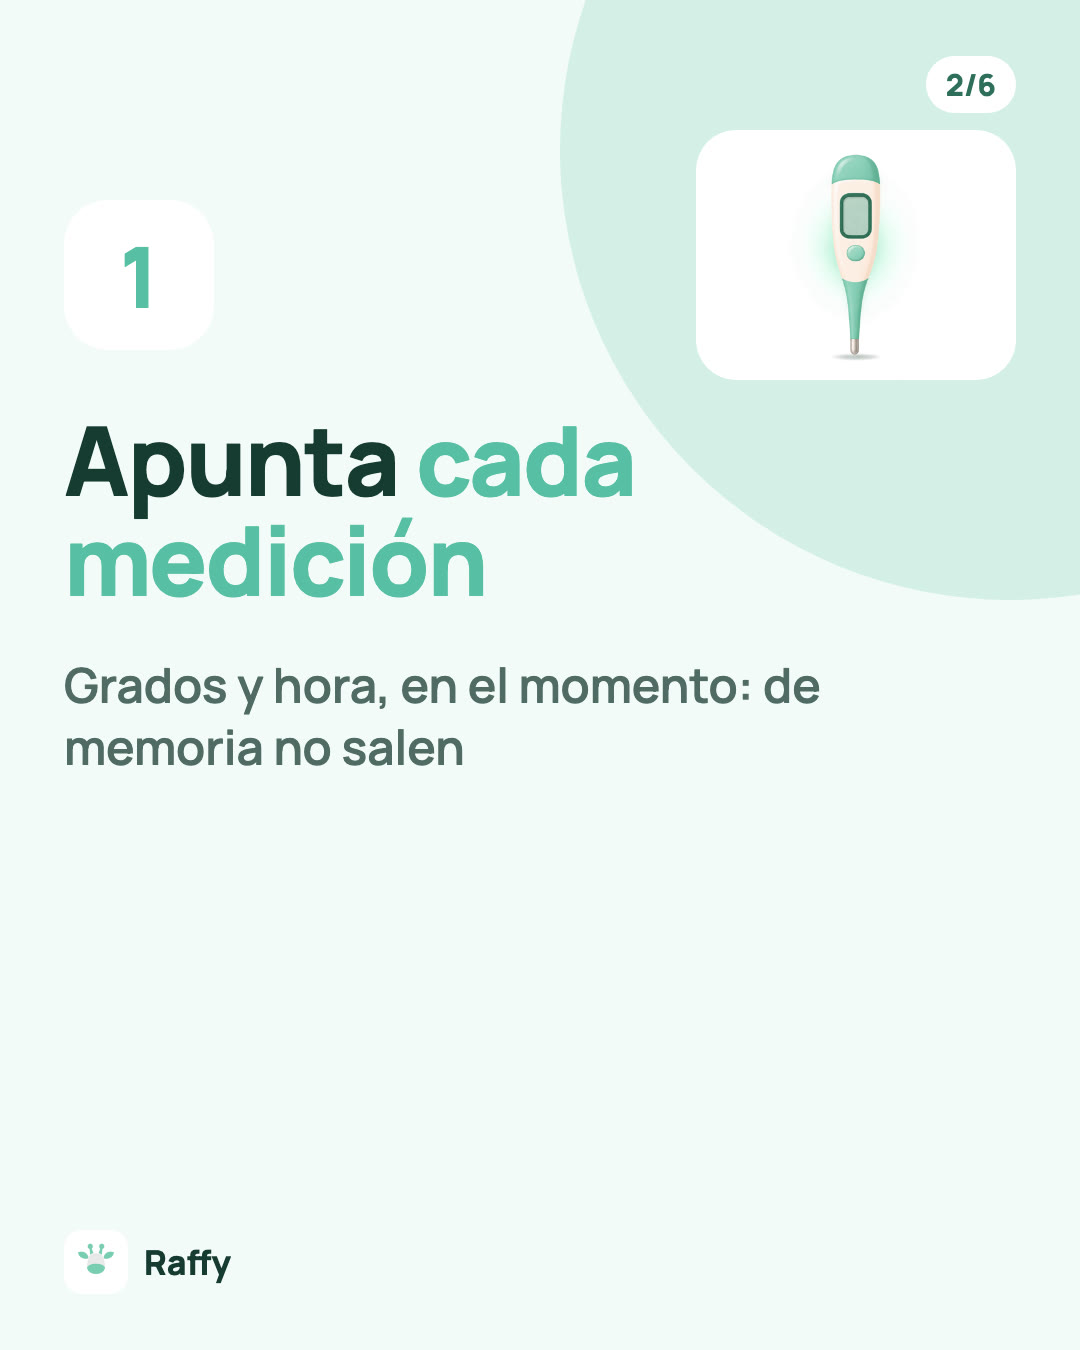 2/6
1
Apunta cada
medición
Grados y hora, en el momento: de
memoria no salen
Raffy